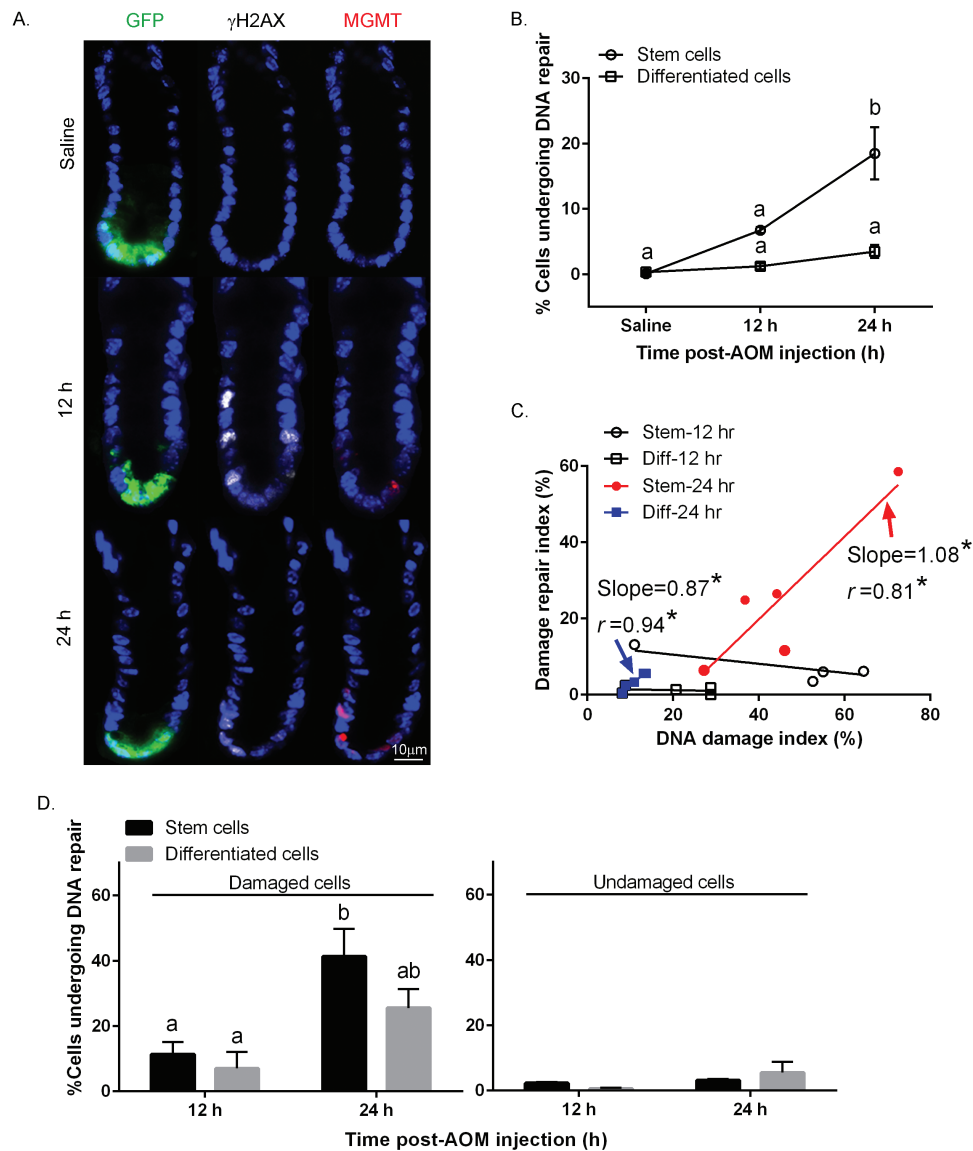 A.
GFP γH2AX MGMT
Saline
12 h
24 h
10μm
B.
Stem cells
Differentiated cells
% Cells undergoing DNA repair
30
20
10
0
a
a
a
b
a
Saline 12 h 24 h
Time post-AOM injection (h)
C.
Stem-12 hr
Diff-12 hr
Stem-24 hr
Diff-24 hr
Damage repair index (%)
60
40
20
0
Slope=0.87*
r=0.94*
Slope=1.08*
r=0.81*
0 20 40 60 80
DNA damage index (%)
D.
Stem cells
Differentiated cells
%Cells undergoing DNA repair
Damaged cells
60
40
20
0
a
a
b
ab
12 h 24 h
Undamaged cells
60
40
20
0
12 h 24 h
Time post-AOM injection (h)